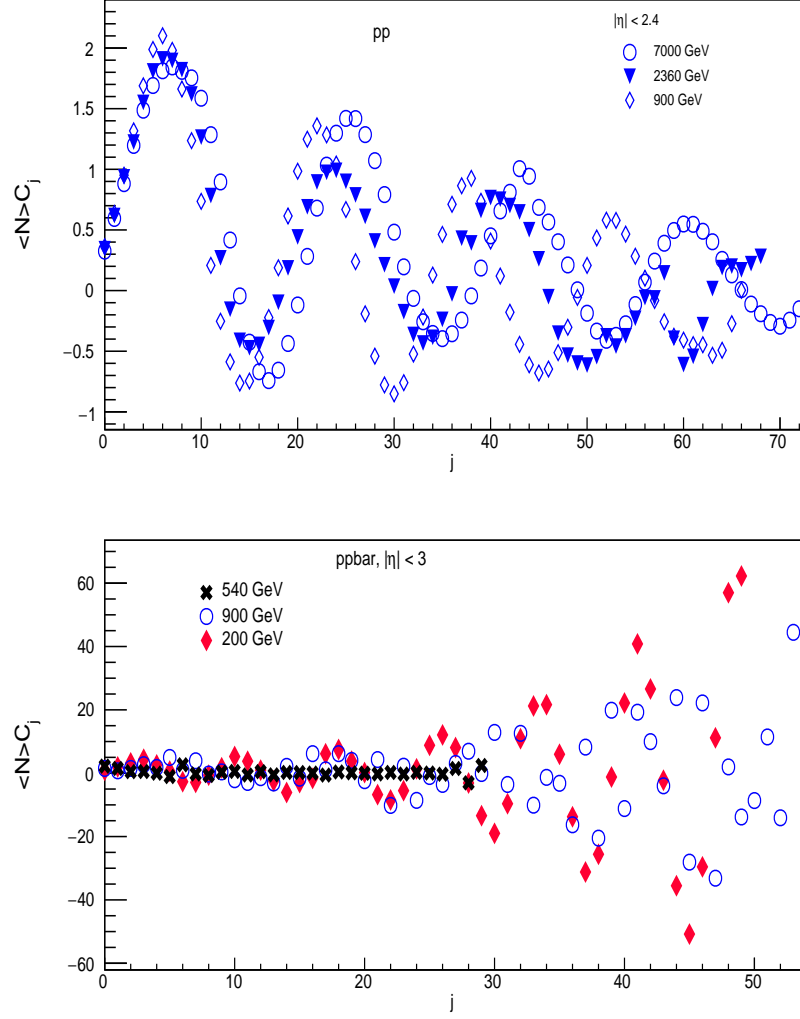 pp
|η| < 2.4
7000 GeV
2360 GeV
900 GeV
<N>C_j
2
1.5
1
0.5
0
−0.5
−1
0 10 20 30 40 50 60 70
j
ppbar, |η| < 3
540 GeV
900 GeV
200 GeV
<N>C_j
60
40
20
0
−20
−40
−60
0 10 20 30 40 50
j